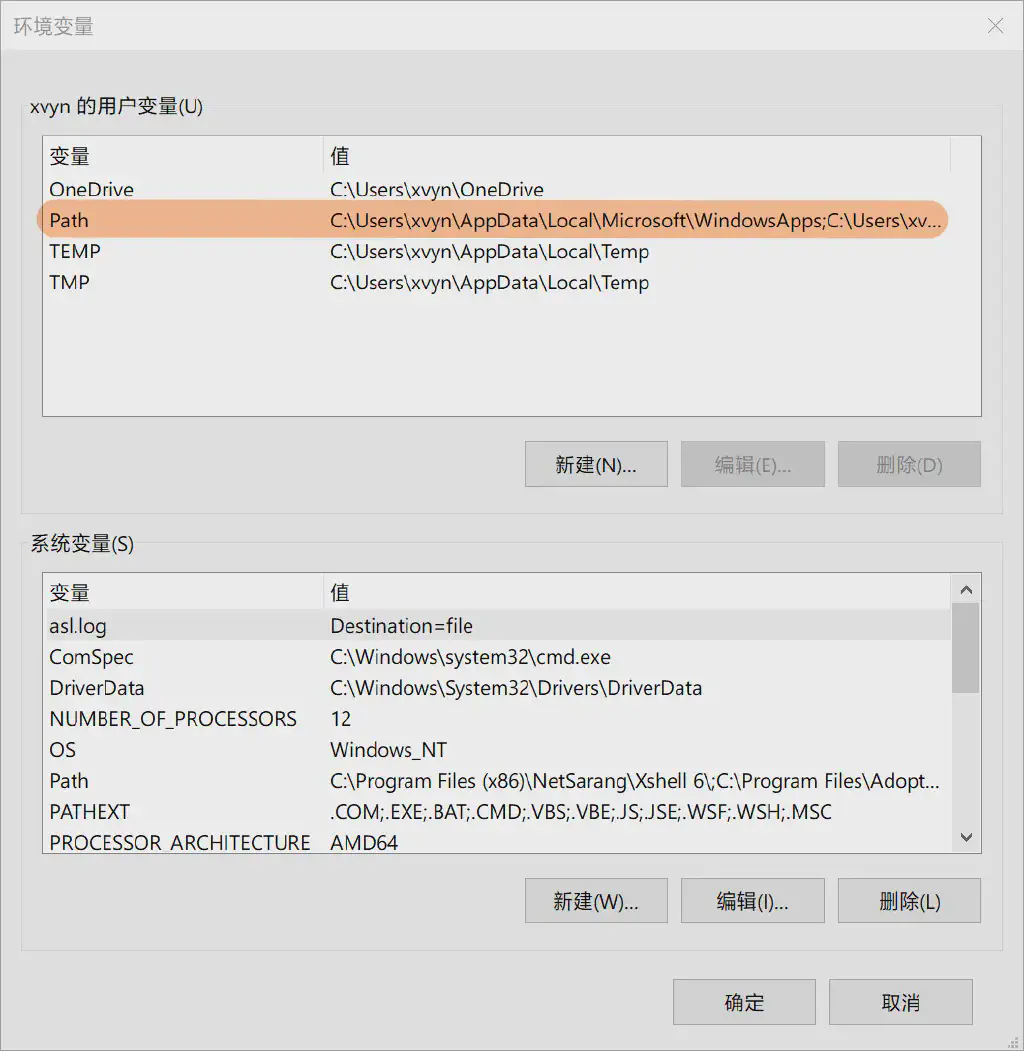 环境变量
xvyn 的用户变量(U)
变量 值
OneDrive C:\Users\xvyn\OneDrive
Path C:\Users\xvyn\AppData\Local\Microsoft\WindowsApps;C:\Users\xv...
TEMP C:\Users\xvyn\AppData\Local\Temp
TMP C:\Users\xvyn\AppData\Local\Temp
新建(N)... 编辑(E)... 删除(D)
系统变量(S)
变量 值
asl.log Destination=file
ComSpec C:\Windows\system32\cmd.exe
DriverData C:\Windows\System32\Drivers\DriverData
NUMBER_OF_PROCESSORS 12
OS Windows_NT
Path C:\Program Files (x86)\NetSarang\Xshell 6\;C:\Program Files\Adopt...
PATHEXT .COM;.EXE;.BAT;.CMD;.VBS;.VBE;.JS;.JSE;.WSF;.WSH;.MSC
PROCESSOR_ARCHITECTURE AMD64
新建(W)... 编辑(I)... 删除(L)
确定 取消